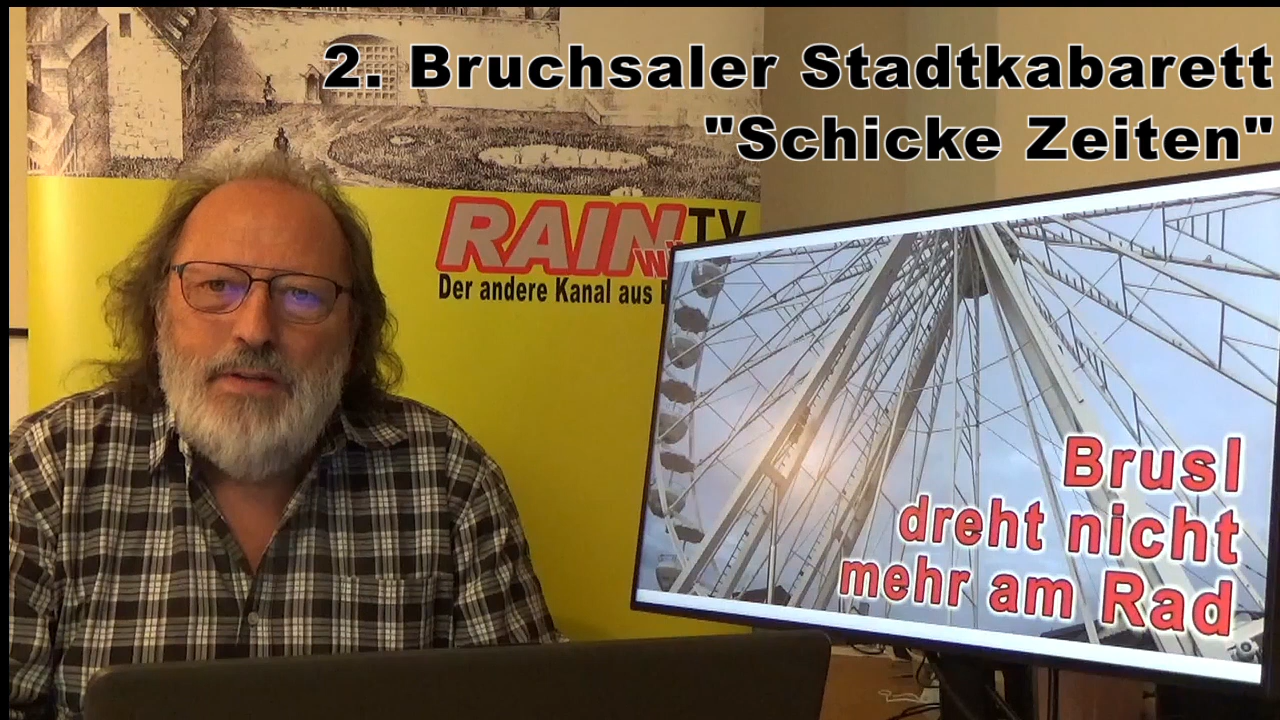 2. Bruchsaler Stadtkabarett
"Schicke Zeiten"
RAIN TV
Der andere Kanal aus
Brusl
dreht nicht
mehr am Rad